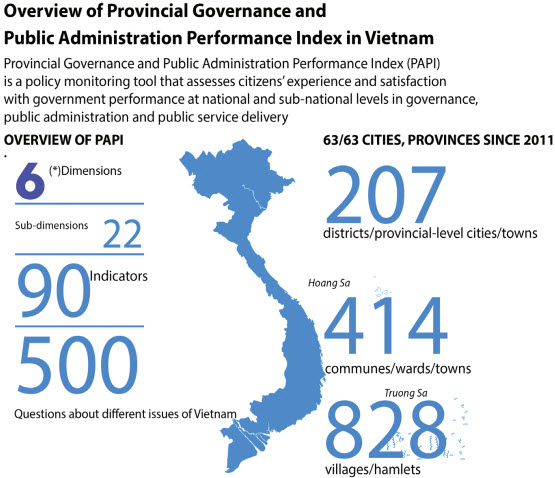 Overview of Provincial Governance and
Public Administration Performance Index in Vietnam
Provincial Governance and Public Administration Performance Index (PAPI)
is a policy monitoring tool that assesses citizens’ experience and satisfaction
with government performance at national and sub-national levels in governance,
public administration and public service delivery
OVERVIEW OF PAPI
6 (*)Dimensions
Sub-dimensions 22
90 Indicators
500
Questions about different issues of Vietnam
63/63 CITIES, PROVINCES SINCE 2011
207
districts/provincial-level cities/towns
Hoang Sa
414
communes/wards/towns
Truong Sa
828
villages/hamlets